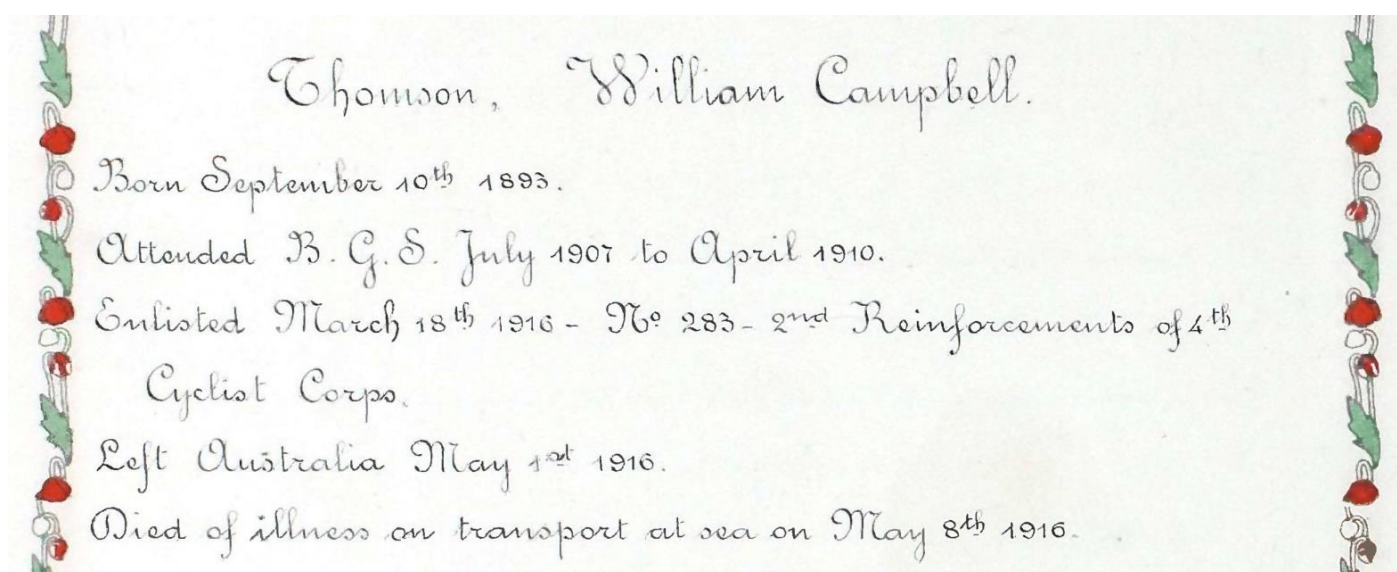 Thomson, William Campbell.
Born September 10th 1893.
Attended B. G. S. July 1907 to April 1910.
Enlisted March 18th 1916 - No 283 - 2nd Reinforcements of 4th
Cyclist Corps.
Left Australia May 1st 1916.
Died of illness on transport at sea on May 8th 1916.